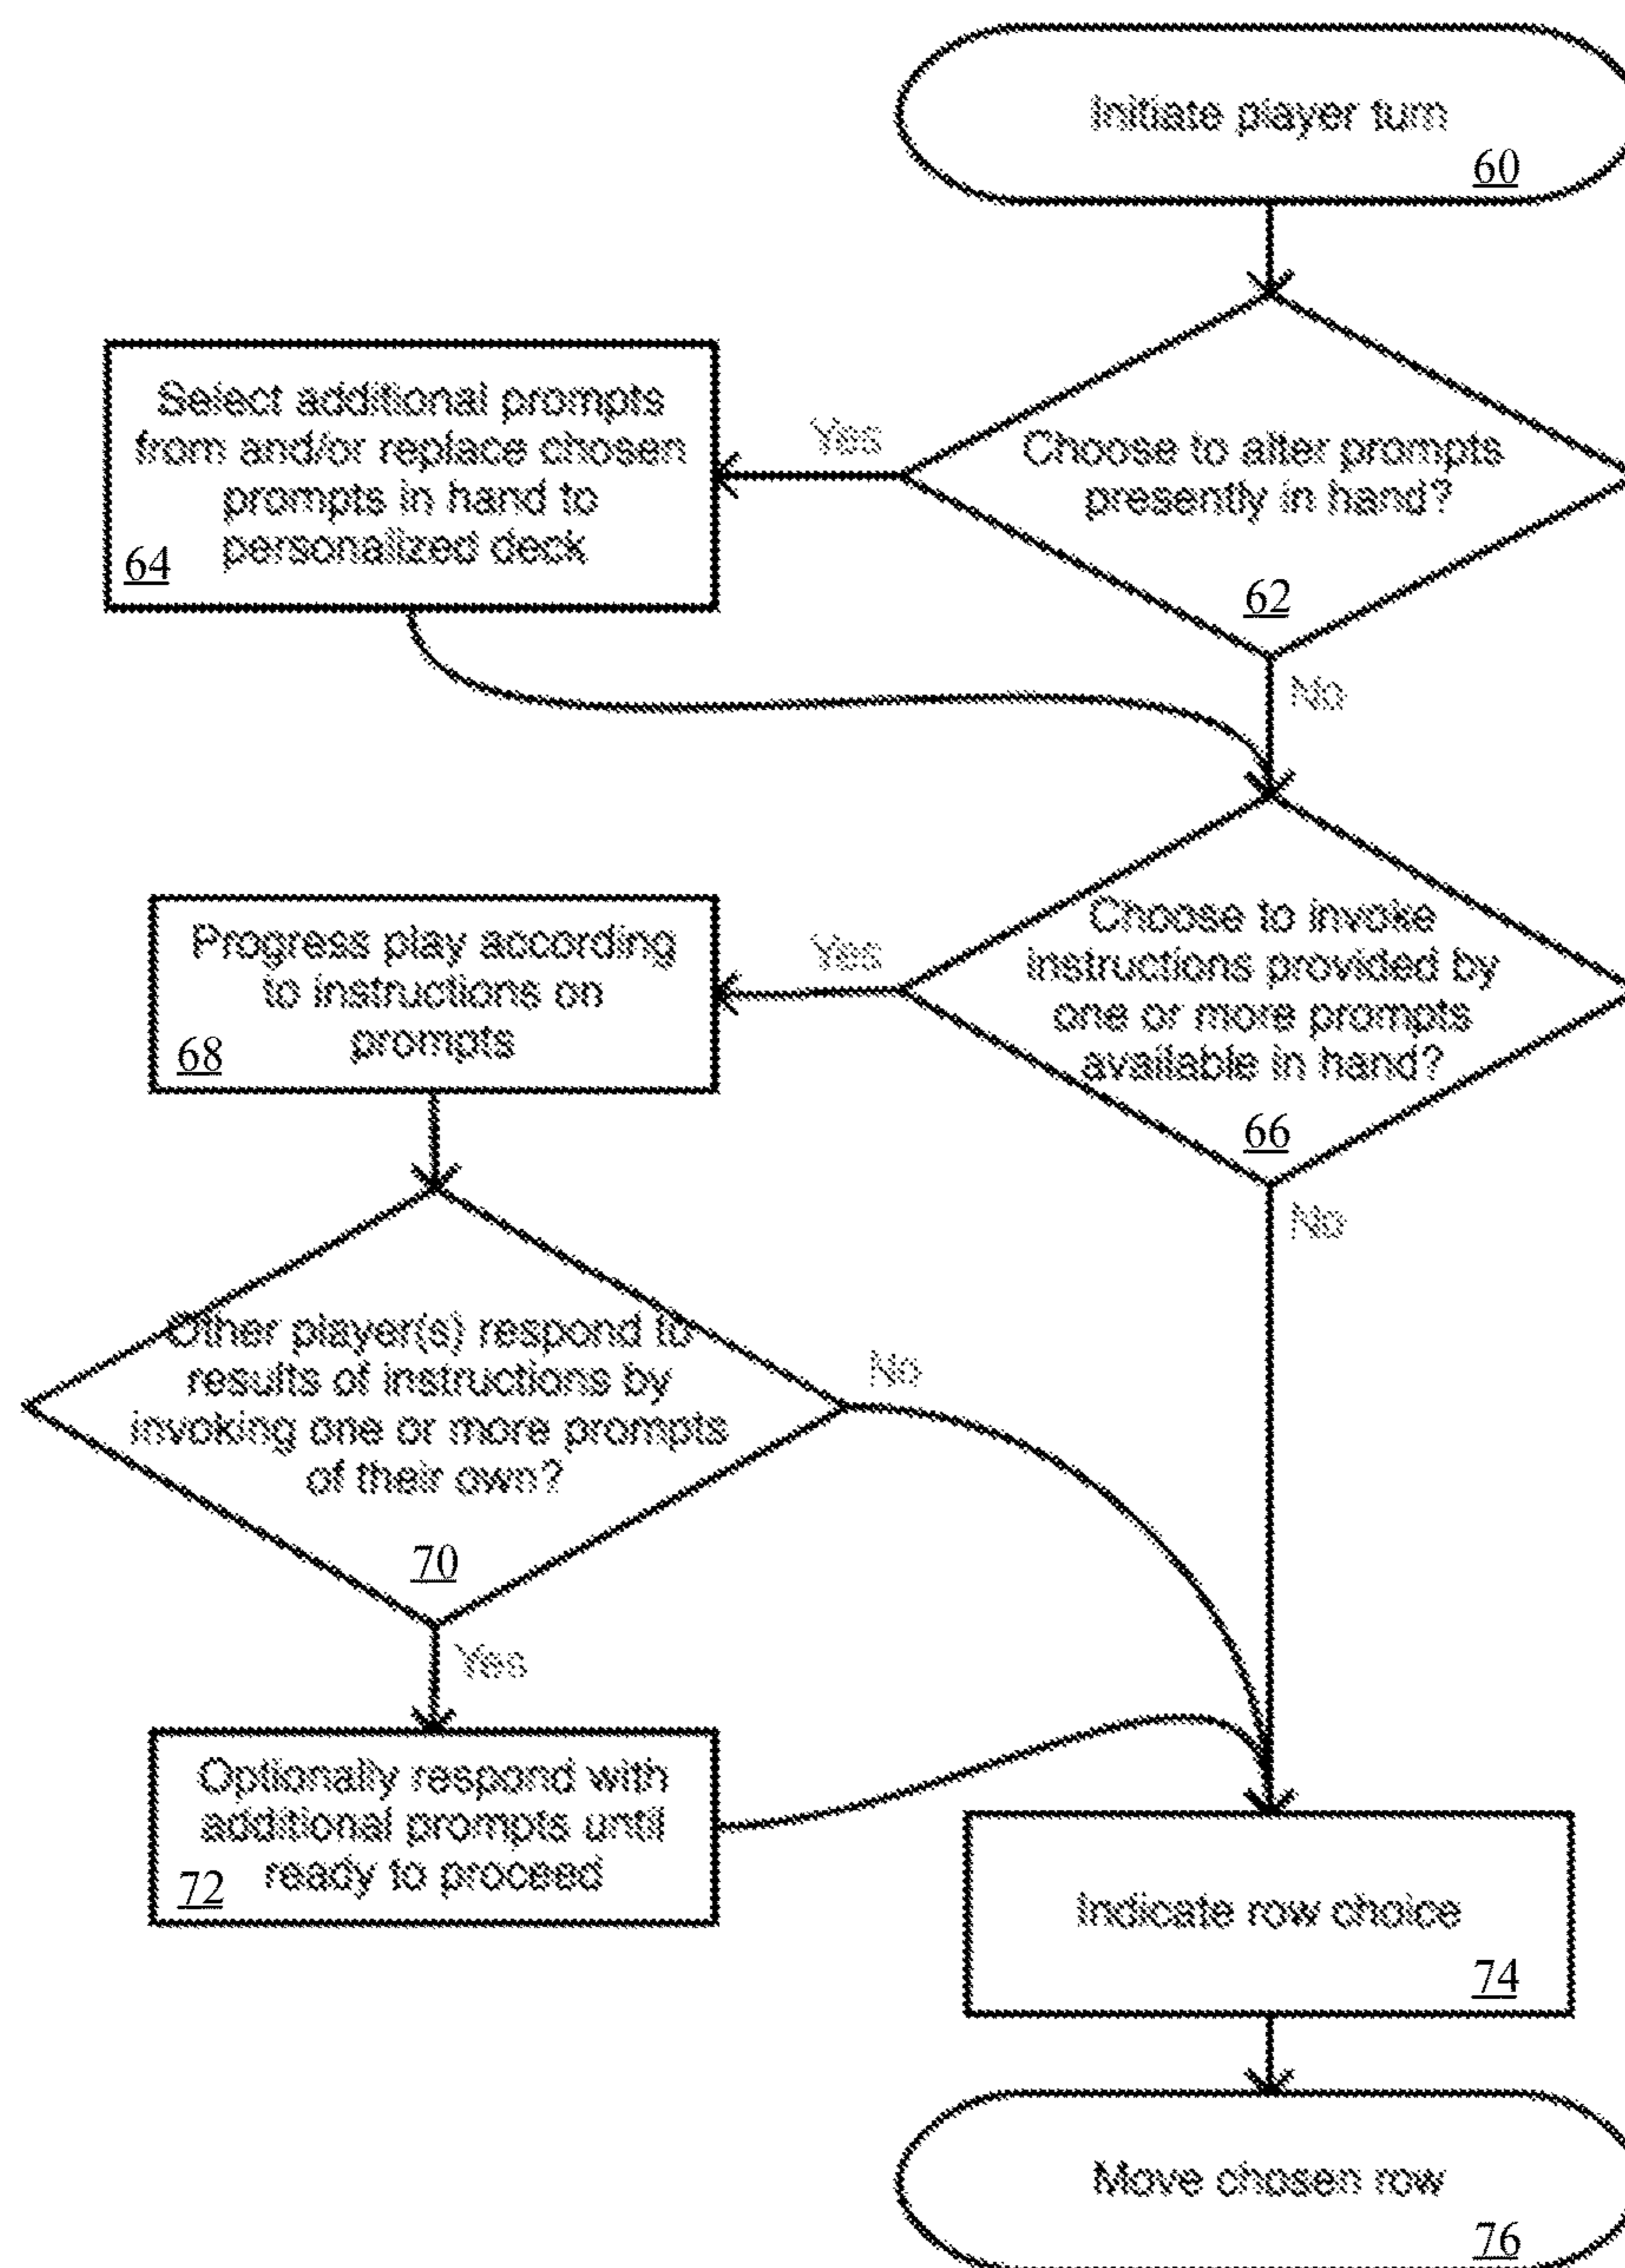 Initiate player turn
60
Choose to alter prompts
presently in hand?
62
Yes
No
Select additional prompts
from and/or replace chosen
prompts in hand to
personalized deck
64
Choose to invoke
instructions provided by
one or more prompts
available in hand?
66
Yes
No
Progress play according
to instructions on
prompts
68
Other player(s) respond to
results of instructions by
invoking one or more prompts
of their own?
70
No
Yes
Optionally respond with
additional prompts until
ready to proceed
72
Indicate row choice
74
Move chosen row
76